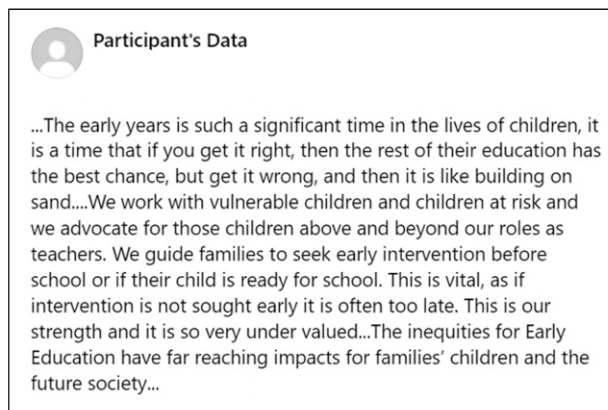 Participant's Data
...The early years is such a significant time in the lives of children, it
is a time that if you get it right, then the rest of their education has
the best chance, but get it wrong, and then it is like building on
sand....We work with vulnerable children and children at risk and
we advocate for those children above and beyond our roles as
teachers. We guide families to seek early intervention before
school or if their child is ready for school. This is vital, as if
intervention is not sought early it is often too late. This is our
strength and it is so very under valued...The inequities for Early
Education have far reaching impacts for families’ children and the
future society...